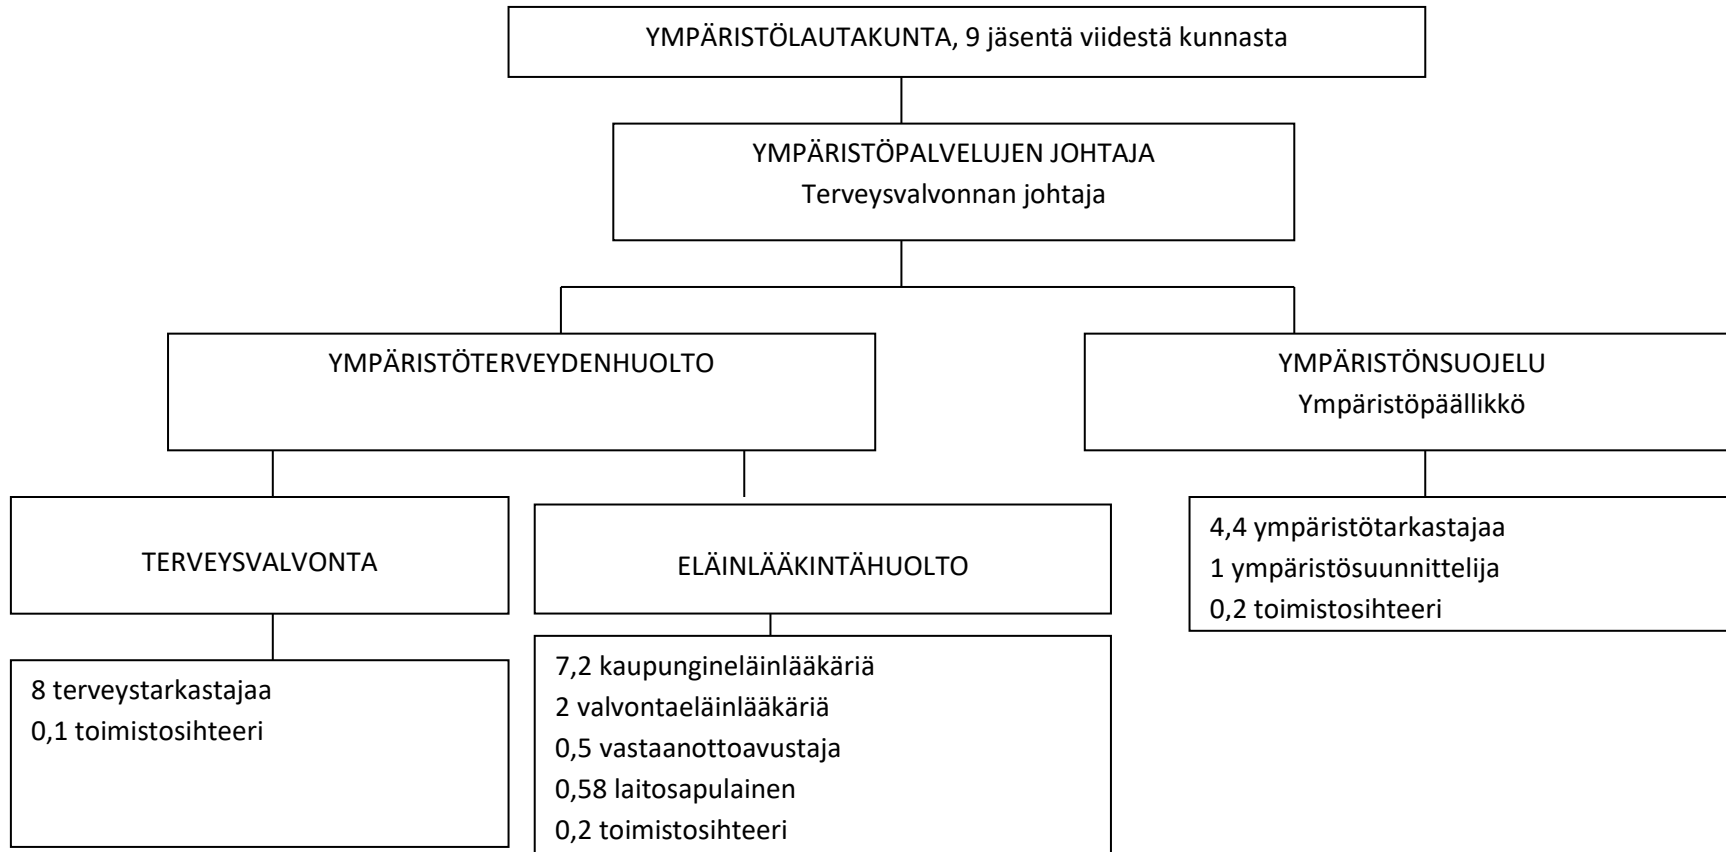 YMPÄRISTÖLAUTAKUNTA, 9 jäsentä viidestä kunnasta
YMPÄRISTÖPALVELUJEN JOHTAJA
Terveysvalvonnan johtaja
YMPÄRISTÖTERVEYDENHUOLTO
YMPÄRISTÖNSUOJELU
Ympäristöpäällikkö
TERVEYSVALVONTA
ELÄINLÄÄKINTÄHUOLTO
4,4 ympäristötarkastajaa
1 ympäristösuunnittelija
0,2 toimistosihteeri
8 terveystarkastajaa
0,1 toimistosihteeri
7,2 kaupungineläinlääkäriä
2 valvontaeläinlääkäriä
0,5 vastaanottoavustaja
0,58 laitosapulainen
0,2 toimistosihteeri